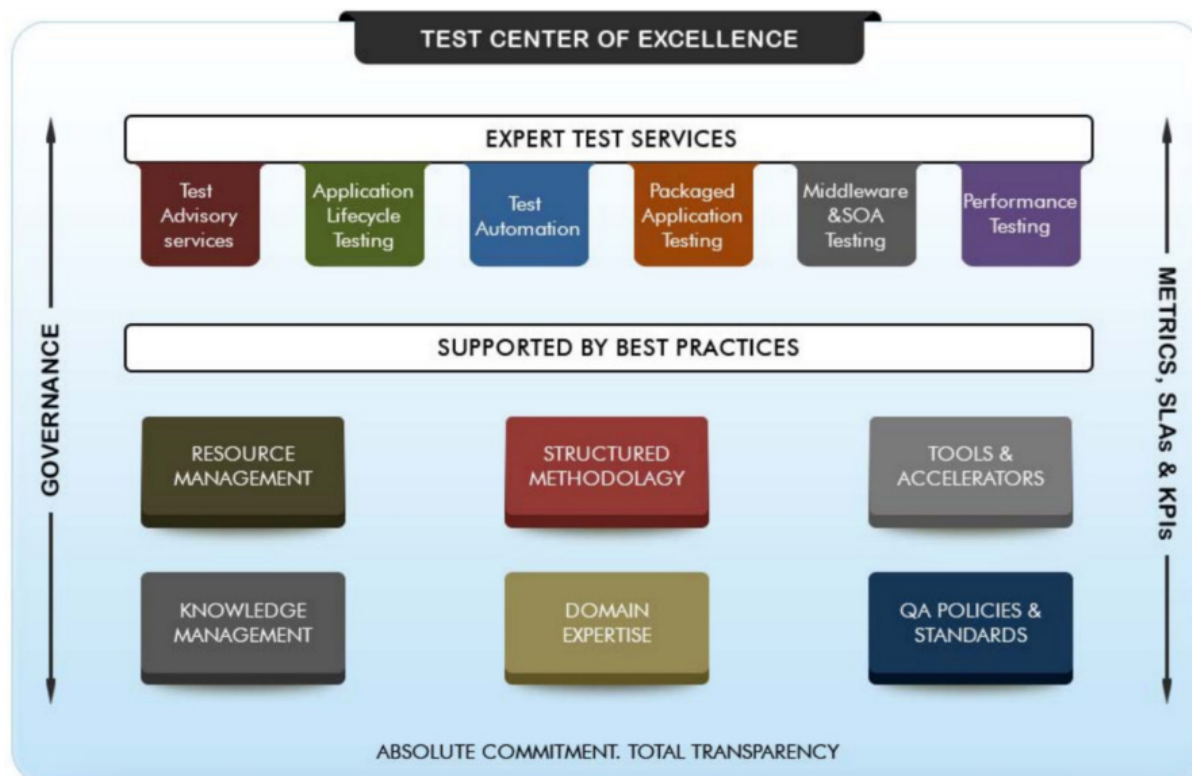 TEST CENTER OF EXCELLENCE
EXPERT TEST SERVICES
Test
Advisory
services
Application
Lifecycle
Testing
Test
Automation
Packaged
Application
Testing
Middleware
&SOA
Testing
Performance
Testing
GOVERNANCE
METRICS, SLAs & KPIs
SUPPORTED BY BEST PRACTICES
RESOURCE
MANAGEMENT
STRUCTURED
METHODOLAGY
TOOLS &
ACCELERATORS
KNOWLEDGE
MANAGEMENT
DOMAIN
EXPERTISE
QA POLICIES &
STANDARDS
ABSOLUTE COMMITMENT. TOTAL TRANSPARENCY